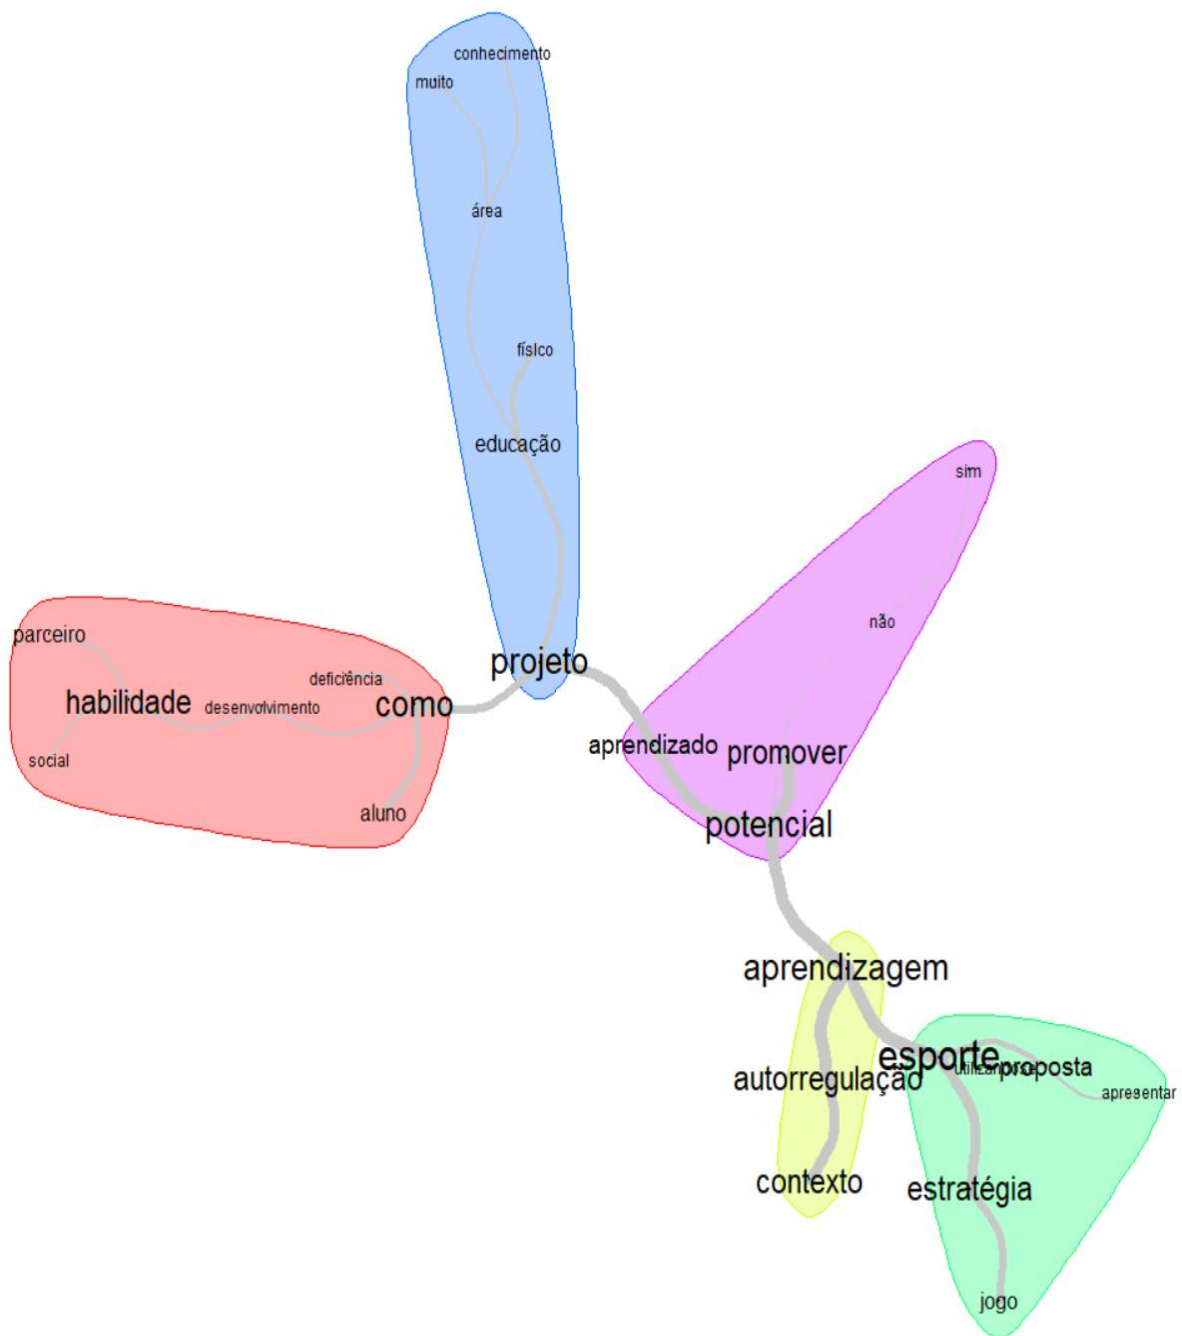 conhecimento
muito
área
físico
educação
sim
não
parceiro
projeto
deficiência
habilidade
desenvolvimento
como
aprendizado
promover
social
aluno
potencial
aprendizagem
esporte
utilizandose
proposta
autorregulação
apresentar
contexto
estratégia
jogo